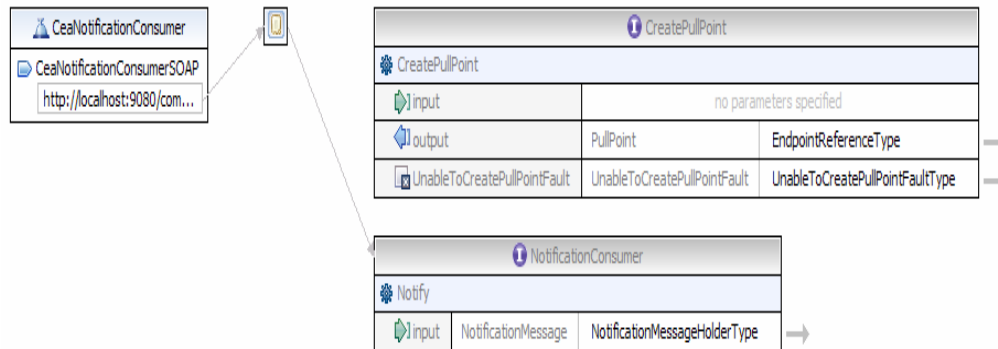 CeaNotificationConsumer
CeaNotificationConsumerSOAP
http://localhost:9080/com...
CreatePullPoint
CreatePullPoint
input no parameters specified
output PullPoint EndpointReferenceType
UnableToCreatePullPointFault UnableToCreatePullPointFault UnableToCreatePullPointFaultType
NotificationConsumer
Notify
input NotificationMessage NotificationMessageHolderType